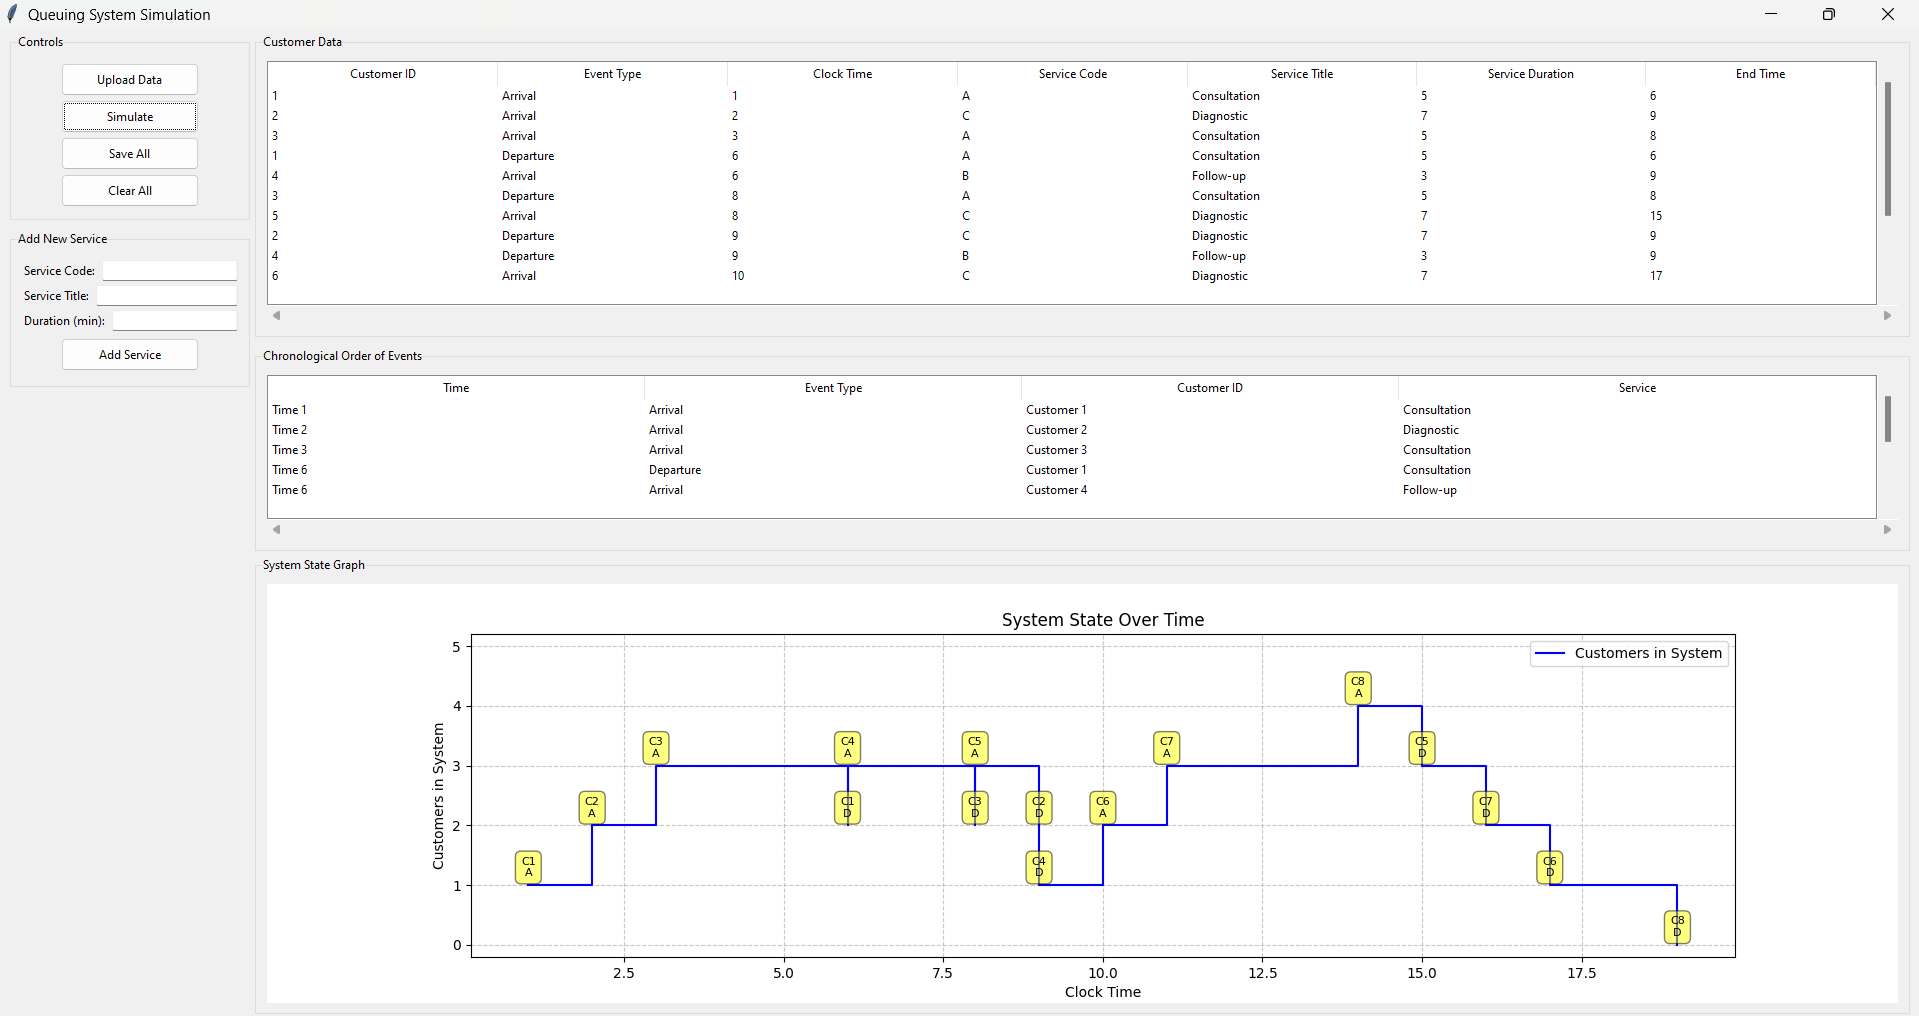 Queuing System Simulation
Controls
Upload Data
Simulate
Save All
Clear All
Add New Service
Service Code:
Service Title:
Duration (min):
Add Service
Customer Data
Customer ID Event Type Clock Time Service Code Service Title Service Duration End Time
1 Arrival 1 A Consultation 5 6
2 Arrival 2 C Diagnostic 7 9
3 Arrival 3 A Consultation 5 8
1 Departure 6 A Consultation 5 6
4 Arrival 6 B Follow-up 3 9
3 Departure 8 A Consultation 5 8
5 Arrival 8 C Diagnostic 7 15
2 Departure 9 C Diagnostic 7 9
4 Departure 9 B Follow-up 3 9
6 Arrival 10 C Diagnostic 7 17
Chronological Order of Events
Time Event Type Customer ID Service
Time 1 Arrival Customer 1 Consultation
Time 2 Arrival Customer 2 Diagnostic
Time 3 Arrival Customer 3 Consultation
Time 6 Departure Customer 1 Consultation
Time 6 Arrival Customer 4 Follow-up
System State Graph
System State Over Time
Customers in System
Customers in System
5
4
3
2
1
0
C1
A
C2
A
C3
A
C4
A
C1
D
C5
A
C3
D
C2
D
C4
D
C6
A
C7
A
C8
A
C5
D
C7
D
C6
D
C8
D
2.5 5.0 7.5 10.0 12.5 15.0 17.5
Clock Time